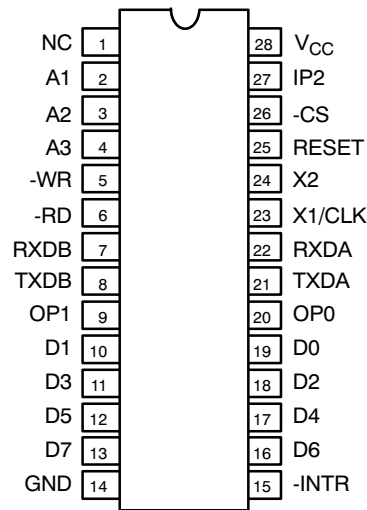 NC 1 28 VCC
A1 2 27 IP2
A2 3 26 -CS
A3 4 25 RESET
-WR 5 24 X2
-RD 6 23 X1/CLK
RXDB 7 22 RXDA
TXDB 8 21 TXDA
OP1 9 20 OP0
D1 10 19 D0
D3 11 18 D2
D5 12 17 D4
D7 13 16 D6
GND 14 15 -INTR